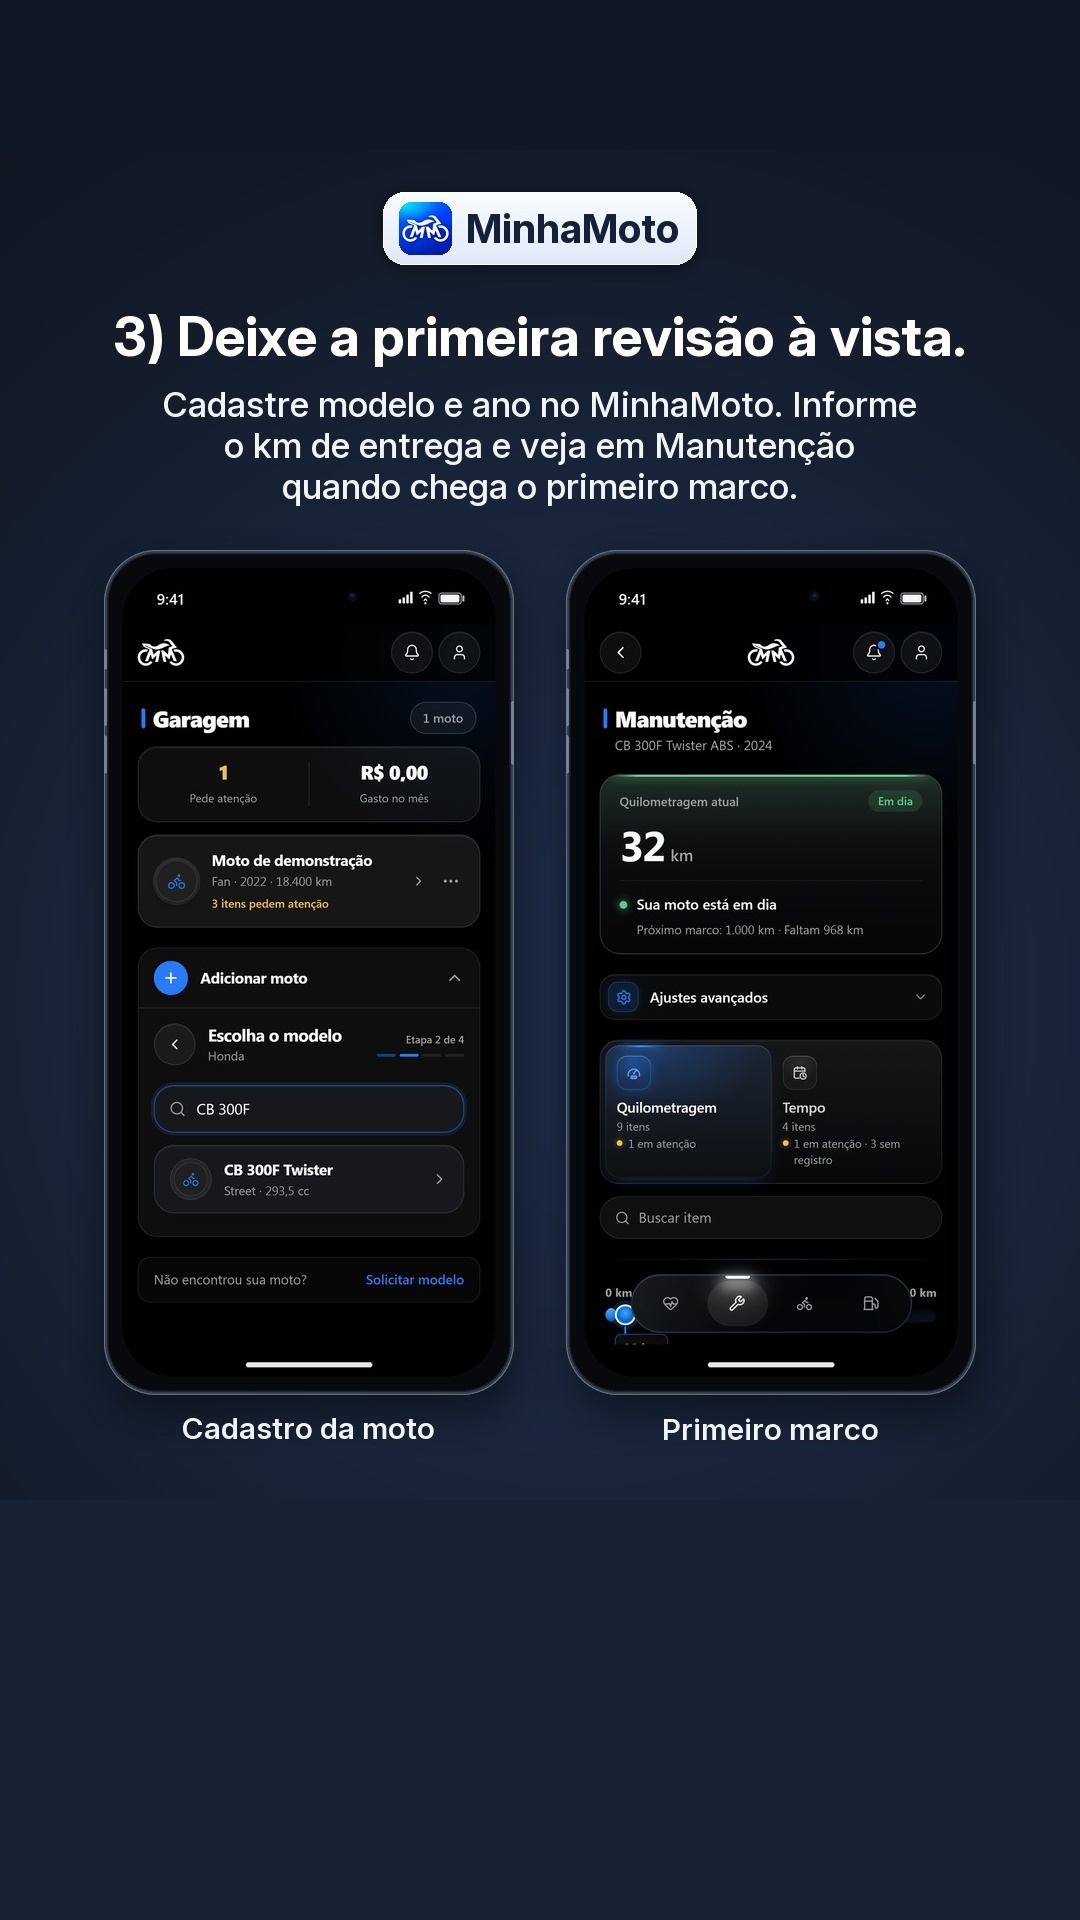 MinhaMoto
3) Deixe a primeira revisão à vista.
Cadastre modelo e ano no MinhaMoto. Informe
o km de entrega e veja em Manutenção
quando chega o primeiro marco.
9:41
MM
Garagem
1 moto
1
Pede atenção
R$ 0,00
Gasto no mês
Moto de demonstração
Fan · 2022 · 18.400 km
3 itens pedem atenção
Adicionar moto
Escolha o modelo
Honda
Etapa 2 de 4
CB 300F
CB 300F Twister
Street · 293,5 cc
Não encontrou sua moto?
Solicitar modelo
Cadastro da moto
9:41
MM
Manutenção
CB 300F Twister ABS · 2024
Quilometragem atual
Em dia
32 km
Sua moto está em dia
Próximo marco: 1.000 km · Faltam 968 km
Ajustes avançados
Quilometragem
9 itens
1 em atenção
Tempo
4 itens
1 em atenção · 3 sem
registro
Buscar item
0 km
0 km
Primeiro marco